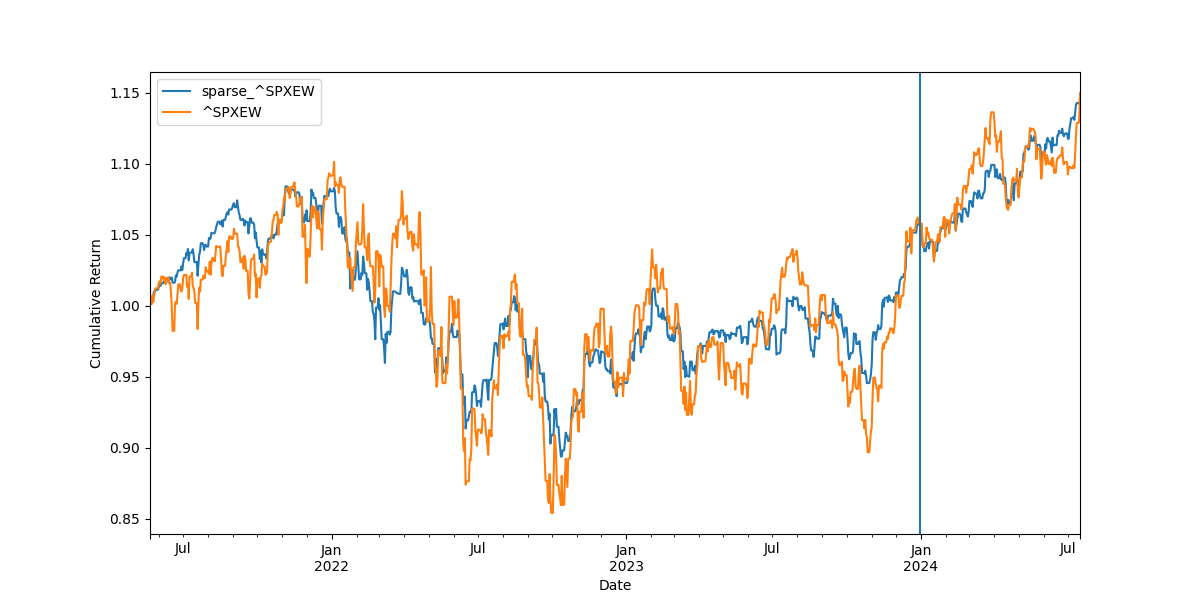 sparse_^SPXEW
^SPXEW
Cumulative Return
1.15
1.10
1.05
1.00
0.95
0.90
0.85
Jul
Jan
2022
Jul
Jan
2023
Jul
Jan
2024
Jul
Date